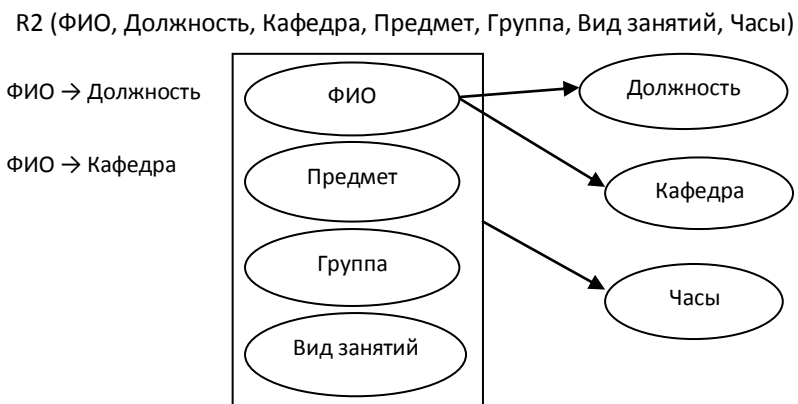 R2 (ФИО, Должность, Кафедра, Предмет, Группа, Вид занятий, Часы)
ФИО → Должность
ФИО → Кафедра
ФИО
Предмет
Группа
Вид занятий
Должность
Кафедра
Часы